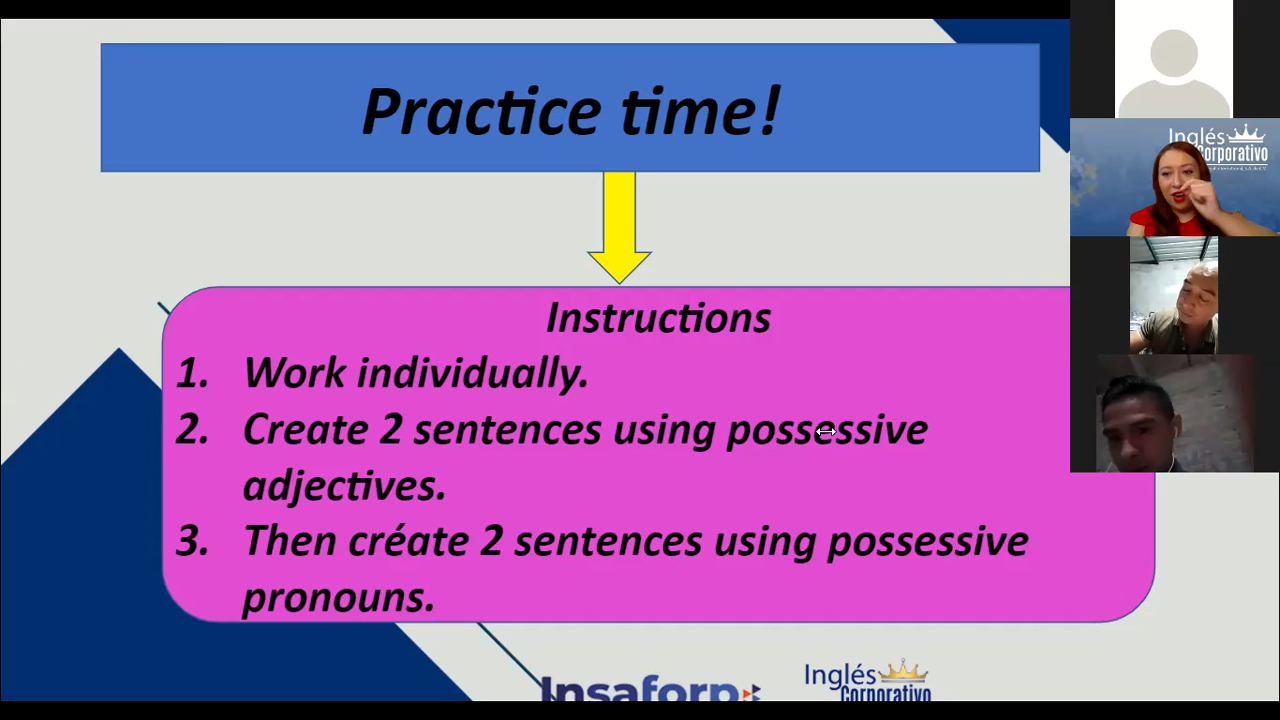 Practice time!
Inglés
Corporativo
Instructions
1. Work individually.
2. Create 2 sentences using possessive
adjectives.
3. Then créate 2 sentences using possessive
pronouns.
Insaforp
Inglés
Corporativo